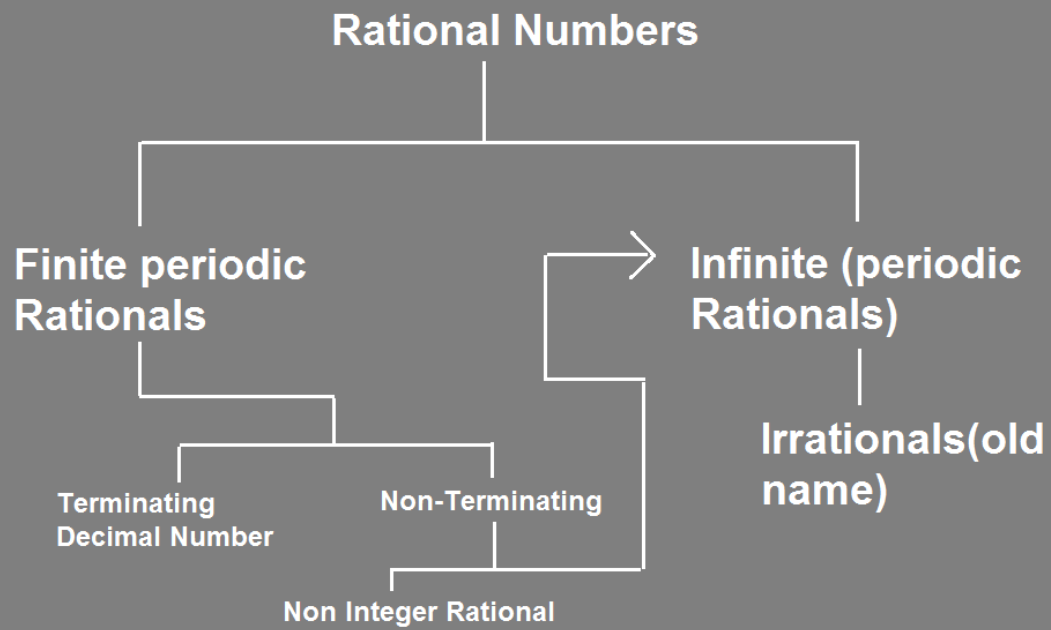 Rational Numbers
Finite periodic
Rationals
Infinite (periodic
Rationals)
Irrationals(old
name)
Terminating
Decimal Number
Non-Terminating
Non Integer Rational